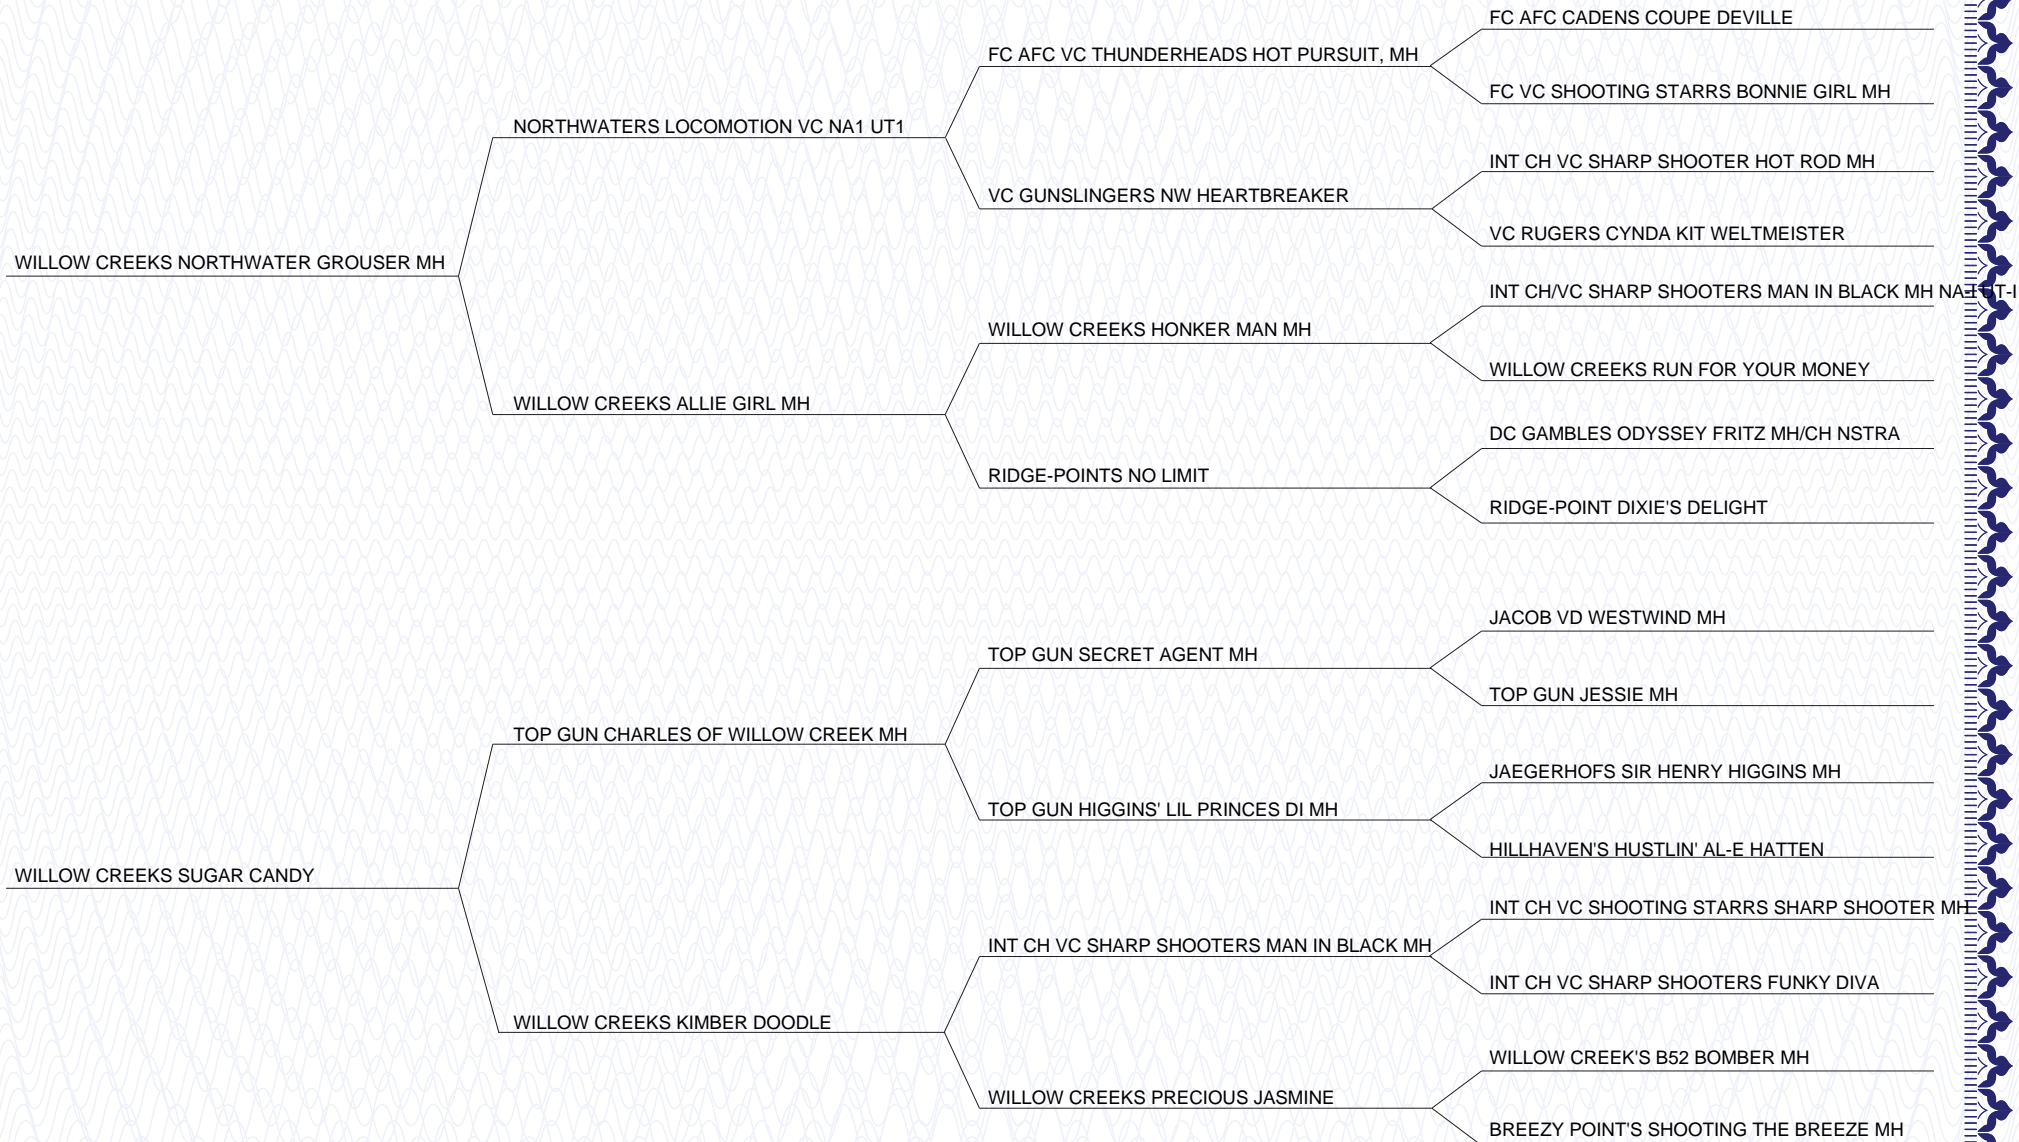 FC AFC CADENS COUPE DEVILLE
FC AFC VC THUNDERHEADS HOT PURSUIT, MH
FC VC SHOOTING STARRS BONNIE GIRL MH
NORTHWATERS LOCOMOTION VC NA1 UT1
INT CH VC SHARP SHOOTER HOT ROD MH
VC GUNSLINGERS NW HEARTBREAKER
VC RUGERS CYNDA KIT WELTMEISTER
WILLOW CREEKS NORTHWATER GROUSER MH
INT CH/VC SHARP SHOOTERS MAN IN BLACK MH NA-I UT-I
WILLOW CREEKS HONKER MAN MH
WILLOW CREEKS RUN FOR YOUR MONEY
WILLOW CREEKS ALLIE GIRL MH
DC GAMBLES ODYSSEY FRITZ MH/CH NSTRA
RIDGE-POINTS NO LIMIT
RIDGE-POINT DIXIE'S DELIGHT
JACOB VD WESTWIND MH
TOP GUN SECRET AGENT MH
TOP GUN JESSIE MH
TOP GUN CHARLES OF WILLOW CREEK MH
JAEGERHOFS SIR HENRY HIGGINS MH
TOP GUN HIGGINS' LIL PRINCES DI MH
HILLHAVEN'S HUSTLIN' AL-E HATTEN
WILLOW CREEKS SUGAR CANDY
INT CH VC SHOOTING STARRS SHARP SHOOTER MH
INT CH VC SHARP SHOOTERS MAN IN BLACK MH
INT CH VC SHARP SHOOTERS FUNKY DIVA
WILLOW CREEKS KIMBER DOODLE
WILLOW CREEK'S B52 BOMBER MH
WILLOW CREEKS PRECIOUS JASMINE
BREEZY POINT'S SHOOTING THE BREEZE MH